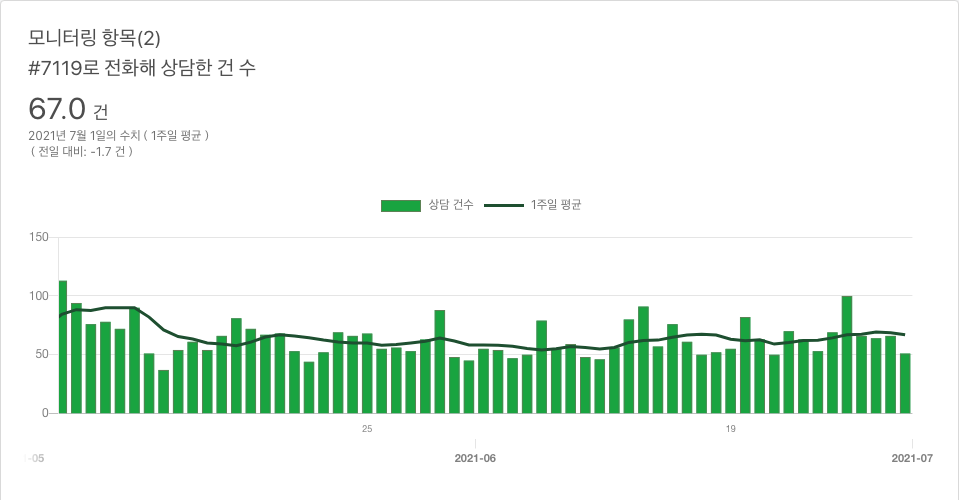 모니터링 항목(2)
#7119로 전화해 상담한 건 수
67.0 건
2021년 7월 1일의 수치 ( 1주일 평균 )
( 전일 대비: -1.7 건 )
상담 건수 1주일 평균
150
100
50
0
25 19
-05 2021-06 2021-07